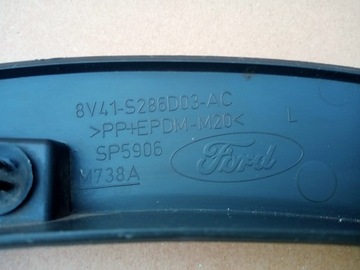 8V41-S286D03-AC
>PP+EPDM-M20< L
SP5906
Ford
M738A